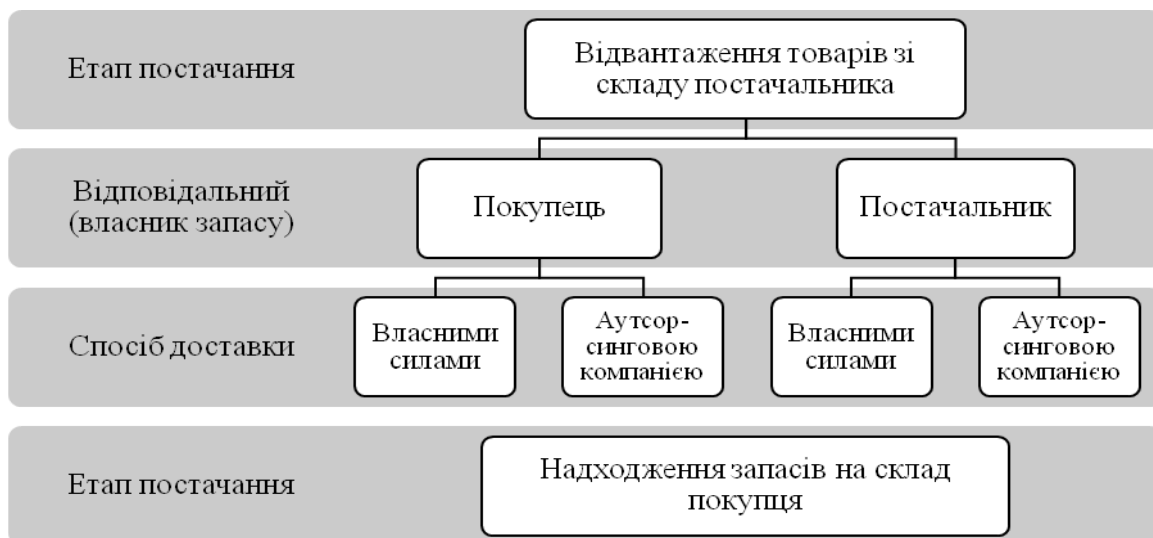 Етап постачання
Відвантаження товарів зі
складу постачальника
Відповідальний
(власник запасу)
Покупець
Постачальник
Спосіб доставки
Власними
силами
Аутсор-
синговою
компанією
Власними
силами
Аутсор-
синговою
компанією
Етап постачання
Надходження запасів на склад
покупця